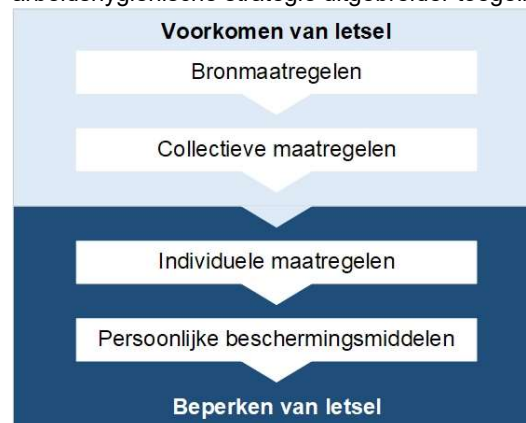 Voorkomen van letsel
Bronmaatregelen
Collectieve maatregelen
Individuele maatregelen
Persoonlijke beschermingsmiddelen
Beperken van letsel